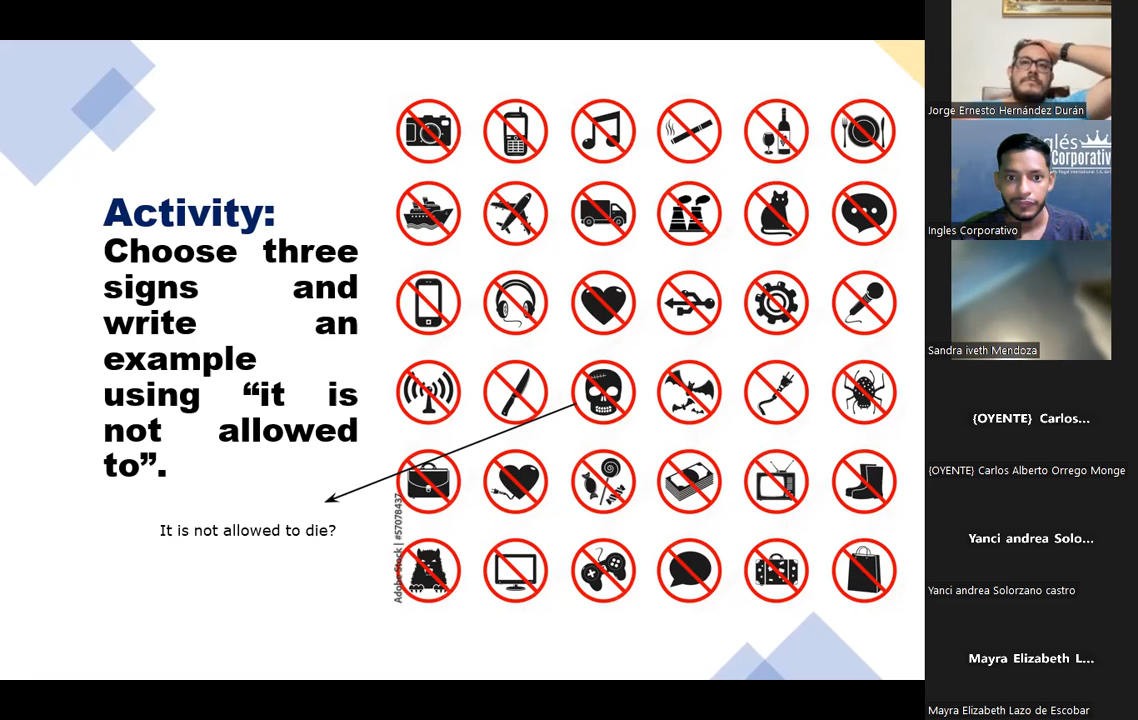 Activity:
Choose three
signs and
write an
example
using “it is
not allowed
to”.
It is not allowed to die?
Adobe Stock | #57078437
Jorge Ernesto Hernández Durán
glés
Corporativ
Ingles Corporativo
Sandra iveth Mendoza
{OYENTE} Carlos...
{OYENTE} Carlos Alberto Orrego Monge
Yanci andrea Solo...
Yanci andrea Solorzano castro
Mayra Elizabeth L...
Mayra Elizabeth Lazo de Escobar